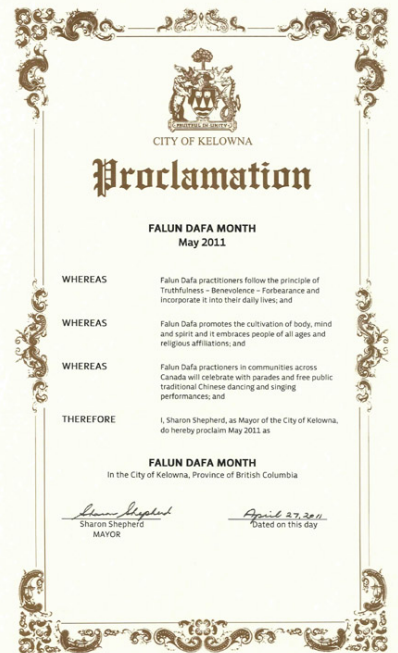 FRUITFUL IN UNITY
CITY OF KELOWNA
Proclamation
FALUN DAFA MONTH
May 2011
WHEREAS
Falun Dafa practitioners follow the principle of
Truthfulness – Benevolence – Forbearance and
incorporate it into their daily lives; and
WHEREAS
Falun Dafa promotes the cultivation of body, mind
and spirit and it embraces people of all ages and
religious affiliations; and
WHEREAS
Falun Dafa practioners in communities across
Canada will celebrate with parades and free public
traditional Chinese dancing and singing
performances; and
THEREFORE
I, Sharon Shepherd, as Mayor of the City of Kelowna,
do hereby proclaim May 2011 as
FALUN DAFA MONTH
In the City of Kelowna, Province of British Columbia
Sharon Shepherd April 27, 2011
Sharon Shepherd Dated on this day
MAYOR